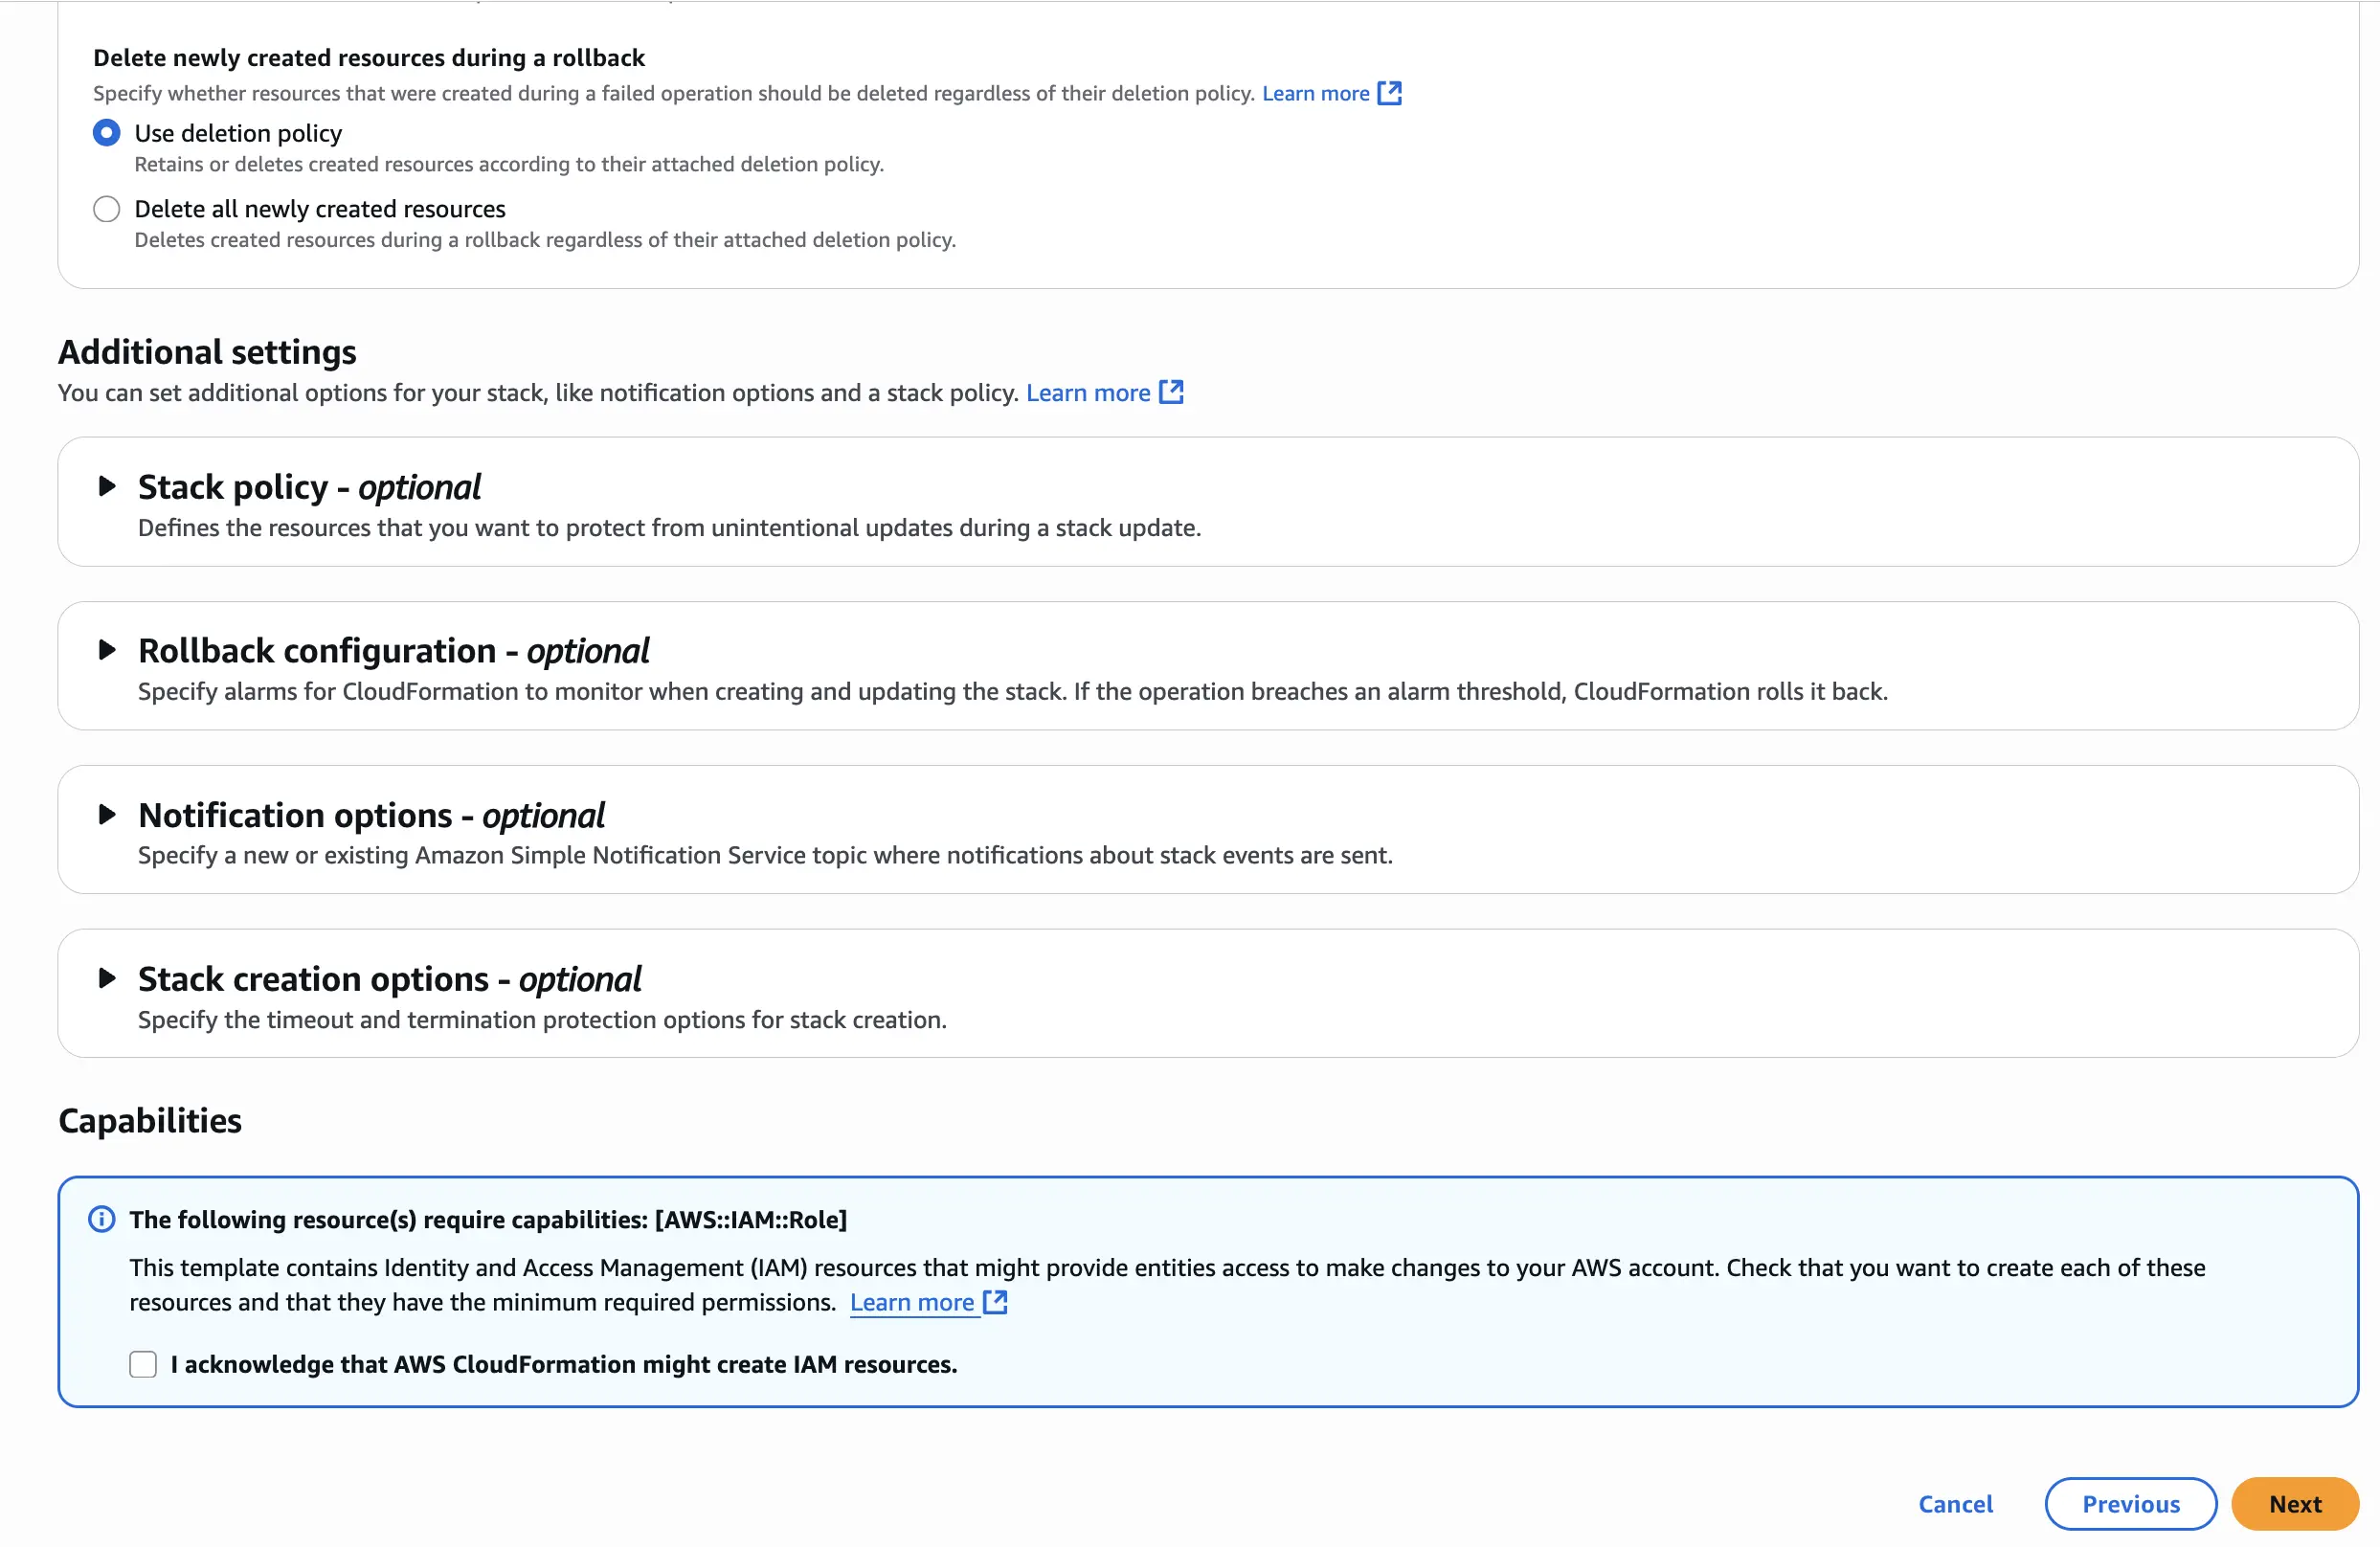 Delete newly created resources during a rollback
Specify whether resources that were created during a failed operation should be deleted regardless of their deletion policy. Learn more
Use deletion policy
Retains or deletes created resources according to their attached deletion policy.
Delete all newly created resources
Deletes created resources during a rollback regardless of their attached deletion policy.
Additional settings
You can set additional options for your stack, like notification options and a stack policy. Learn more
Stack policy - optional
Defines the resources that you want to protect from unintentional updates during a stack update.
Rollback configuration - optional
Specify alarms for CloudFormation to monitor when creating and updating the stack. If the operation breaches an alarm threshold, CloudFormation rolls it back.
Notification options - optional
Specify a new or existing Amazon Simple Notification Service topic where notifications about stack events are sent.
Stack creation options - optional
Specify the timeout and termination protection options for stack creation.
Capabilities
The following resource(s) require capabilities: [AWS::IAM::Role]
This template contains Identity and Access Management (IAM) resources that might provide entities access to make changes to your AWS account. Check that you want to create each of these
resources and that they have the minimum required permissions. Learn more
I acknowledge that AWS CloudFormation might create IAM resources.
Cancel Previous Next